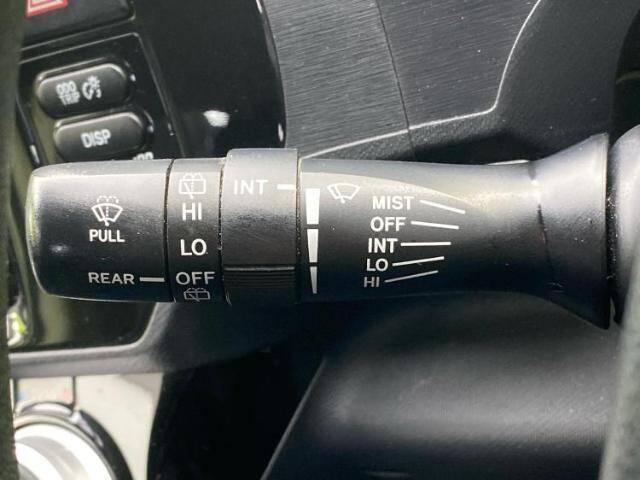 ODO
TRIP
DISP
PULL
REAR
HI
LO
OFF
INT
MIST
OFF
INT
LO
HI